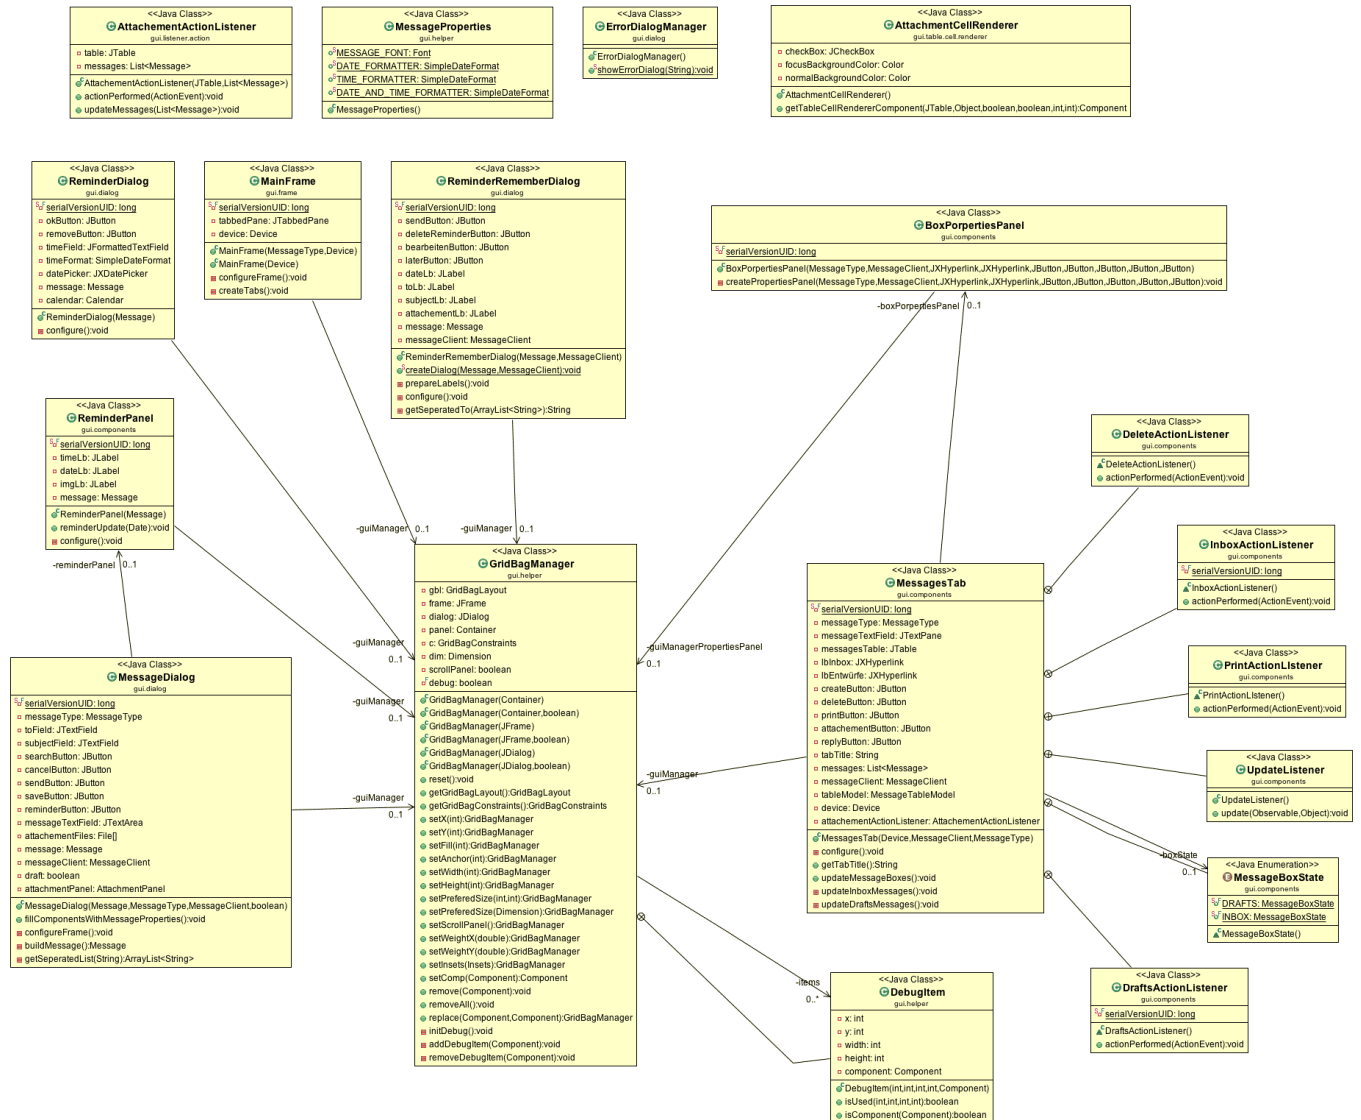 <<Java Class>>
AttachementActionListener
gui.listener.action
table: JTable
messages: List<Message>
AttachementActionListener(JTable,List<Message>)
actionPerformed(ActionEvent):void
updateMessages(List<Message>):void
<<Java Class>>
MessageProperties
gui.helper
MESSAGE_FONT: Font
DATE_FORMATTER: SimpleDateFormat
TIME_FORMATTER: SimpleDateFormat
DATE_AND_TIME_FORMATTER: SimpleDateFormat
MessageProperties()
<<Java Class>>
ErrorDialogManager
gui.dialog
ErrorDialogManager()
showErrorDialog(String):void
<<Java Class>>
AttachmentCellRenderer
gui.table.cell.renderer
checkBox: JCheckBox
focusBackgroundColor: Color
normalBackgroundColor: Color
AttachmentCellRenderer()
getTableCellRendererComponent(JTable,Object,boolean,boolean,int,int):Component
<<Java Class>>
ReminderDialog
gui.dialog
serialVersionUID: long
okButton: JButton
removeButton: JButton
timeField: JFormattedTextField
timeFormat: SimpleDateFormat
datePicker: JXDatePicker
message: Message
calendar: Calendar
ReminderDialog(Message)
configure():void
<<Java Class>>
MainFrame
gui.frame
serialVersionUID: long
tabbedPane: JTabbedPane
device: Device
MainFrame(MessageType,Device)
MainFrame(Device)
configureFrame():void
createTabs():void
<<Java Class>>
ReminderRememberDialog
gui.dialog
serialVersionUID: long
sendButton: JButton
deleteReminderButton: JButton
bearbeitenButton: JButton
laterButton: JButton
dateLb: JLabel
toLb: JLabel
subjectLb: JLabel
attachementLb: JLabel
message: Message
messageClient: MessageClient
ReminderRememberDialog(Message,MessageClient)
createDialog(Message,MessageClient):void
prepareLabels():void
configure():void
getSeperatedTo(ArrayList<String>):String
<<Java Class>>
BoxPorpertiesPanel
gui.components
serialVersionUID: long
BoxPorpertiesPanel(MessageType,MessageClient,JXHyperlink,JXHyperlink,JButton,JButton,JButton,JButton,JButton)
createPropertiesPanel(MessageType,MessageClient,JXHyperlink,JXHyperlink,JButton,JButton,JButton,JButton,JButton):void
-boxPorpertiesPanel 0..1
<<Java Class>>
ReminderPanel
gui.components
serialVersionUID: long
timeLb: JLabel
dateLb: JLabel
imgLb: JLabel
message: Message
ReminderPanel(Message)
reminderUpdate(Date):void
configure():void
-reminderPanel 0..1
<<Java Class>>
DeleteActionListener
gui.components
DeleteActionListener()
actionPerformed(ActionEvent):void
-guiManager 0..1
-guiManager 0..1
<<Java Class>>
GridBagManager
gui.helper
gbl: GridBagLayout
frame: JFrame
dialog: JDialog
panel: Container
c: GridBagConstraints
dim: Dimension
scrollPanel: boolean
debug: boolean
GridBagManager(Container)
GridBagManager(Container,boolean)
GridBagManager(JFrame)
GridBagManager(JFrame,boolean)
GridBagManager(JDialog)
GridBagManager(JDialog,boolean)
reset():void
getGridBagLayout():GridBagLayout
getGridBagConstraints():GridBagConstraints
setX(int):GridBagManager
setY(int):GridBagManager
setFill(int):GridBagManager
setAnchor(int):GridBagManager
setWidth(int):GridBagManager
setHeight(int):GridBagManager
setPreferedSize(int,int):GridBagManager
setPreferedSize(Dimension):GridBagManager
setScrollPanel():GridBagManager
setWeightX(double):GridBagManager
setWeightY(double):GridBagManager
setInsets(Insets):GridBagManager
setComp(Component):Component
remove(Component):void
removeAll():void
replace(Component,Component):GridBagManager
initDebug():void
addDebugItem(Component):void
removeDebugItem(Component):void
-guiManager
0..1
-guiManager
0..1
-guiManager
0..1
-guiManagerPropertiesPanel
0..1
-guiManager
0..1
<<Java Class>>
MessageDialog
gui.dialog
serialVersionUID: long
messageType: MessageType
toField: JTextField
subjectField: JTextField
searchButton: JButton
cancelButton: JButton
sendButton: JButton
saveButton: JButton
reminderButton: JButton
messageTextField: JTextArea
attachementFiles: File[]
message: Message
messageClient: MessageClient
draft: boolean
attachmentPanel: AttachmentPanel
MessageDialog(Message,MessageType,MessageClient,boolean)
fillComponentsWithMessageProperties():void
configureFrame():void
buildMessage():Message
getSeperatedList(String):ArrayList<String>
<<Java Class>>
MessagesTab
gui.components
serialVersionUID: long
messageType: MessageType
messageTextField: JTextPane
messagesTable: JTable
lbInbox: JXHyperlink
lbEntwürfe: JXHyperlink
createButton: JButton
deleteButton: JButton
printButton: JButton
attachementButton: JButton
replyButton: JButton
tabTitle: String
messages: List<Message>
messageClient: MessageClient
tableModel: MessageTableModel
device: Device
attachementActionListener: AttachementActionListener
MessagesTab(Device,MessageClient,MessageType)
configure():void
getTabTitle():String
updateMessageBoxes():void
updateInboxMessages():void
updateDraftsMessages():void
<<Java Class>>
InboxActionListener
gui.components
serialVersionUID: long
InboxActionListener()
actionPerformed(ActionEvent):void
<<Java Class>>
PrintActionLIstener
gui.components
PrintActionLIstener()
actionPerformed(ActionEvent):void
<<Java Class>>
UpdateListener
gui.components
UpdateListener()
update(Observable,Object):void
-boxState
0..1
<<Java Enumeration>>
MessageBoxState
gui.components
DRAFTS: MessageBoxState
INBOX: MessageBoxState
MessageBoxState()
<<Java Class>>
DraftsActionListener
gui.components
serialVersionUID: long
DraftsActionListener()
actionPerformed(ActionEvent):void
-items
0..*
<<Java Class>>
DebugItem
gui.helper
x: int
y: int
width: int
height: int
component: Component
DebugItem(int,int,int,int,Component)
isUsed(int,int,int,int):boolean
isComponent(Component):boolean